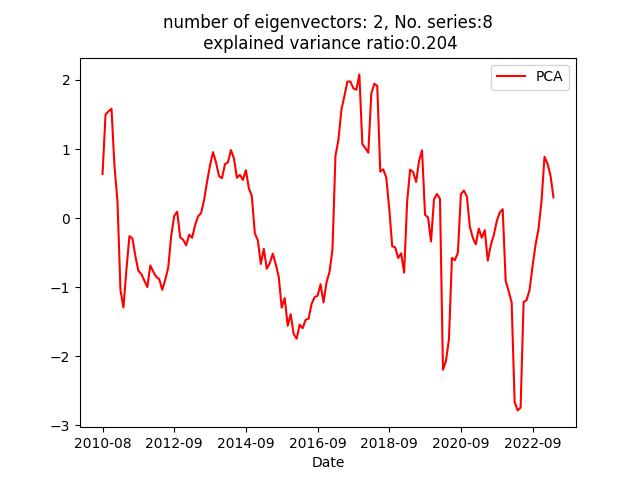 number of eigenvectors: 2, No. series:8
explained variance ratio:0.204
PCA
2
1
0
−1
−2
−3
2010-08 2012-09 2014-09 2016-09 2018-09 2020-09 2022-09
Date